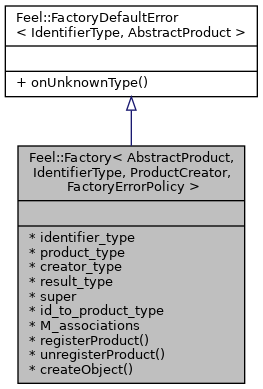 Feel::FactoryDefaultError
< IdentifierType, AbstractProduct >
+ onUnknownType()
Feel::Factory< AbstractProduct,
IdentifierType, ProductCreator,
FactoryErrorPolicy >
* identifier_type
* product_type
* creator_type
* result_type
* super
* id_to_product_type
* M_associations
* registerProduct()
* unregisterProduct()
* createObject()